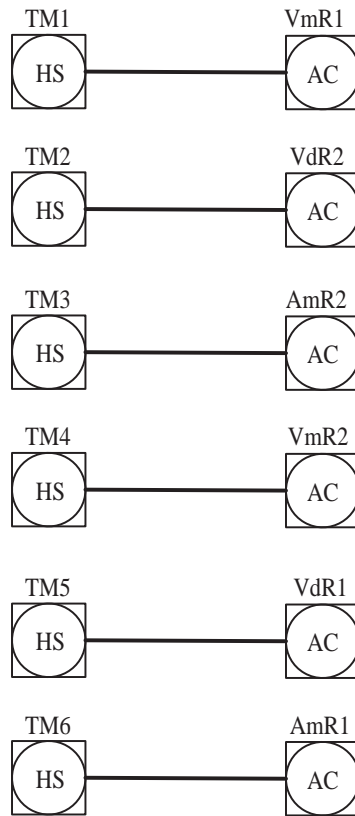 TM1 VmR1
HS AC
TM2 VdR2
HS AC
TM3 AmR2
HS AC
TM4 VmR2
HS AC
TM5 VdR1
HS AC
TM6 AmR1
HS AC